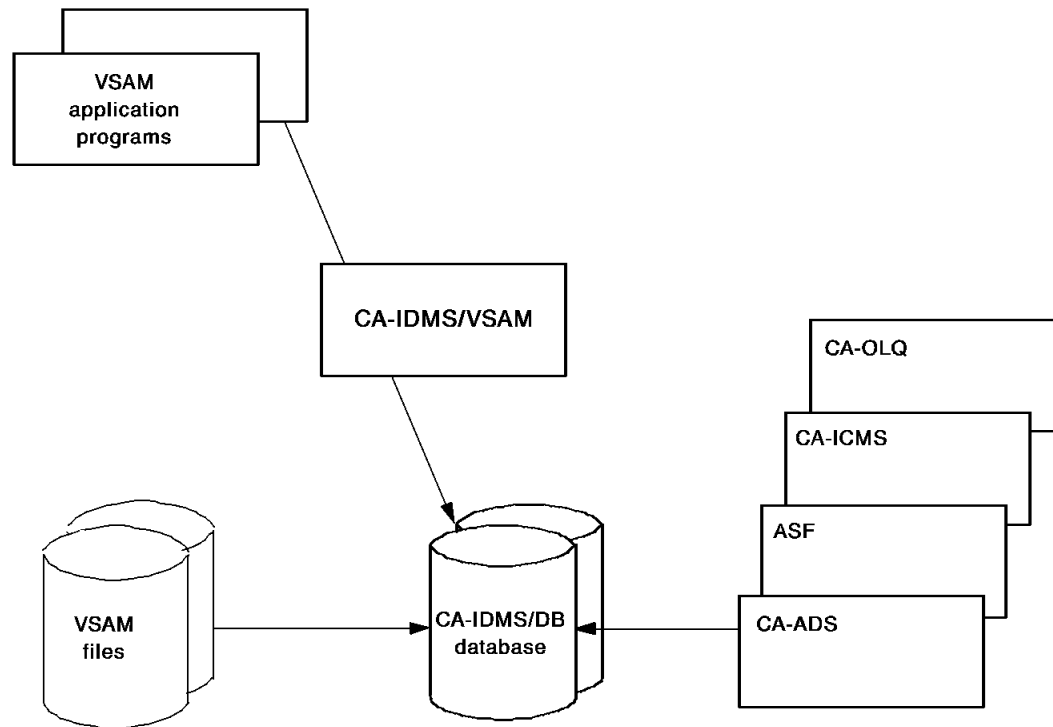 VSAM
application
programs
CA-IDMS/VSAM
CA-OLQ
CA-ICMS
ASF
CA-ADS
VSAM
files
CA-IDMS/DB
database